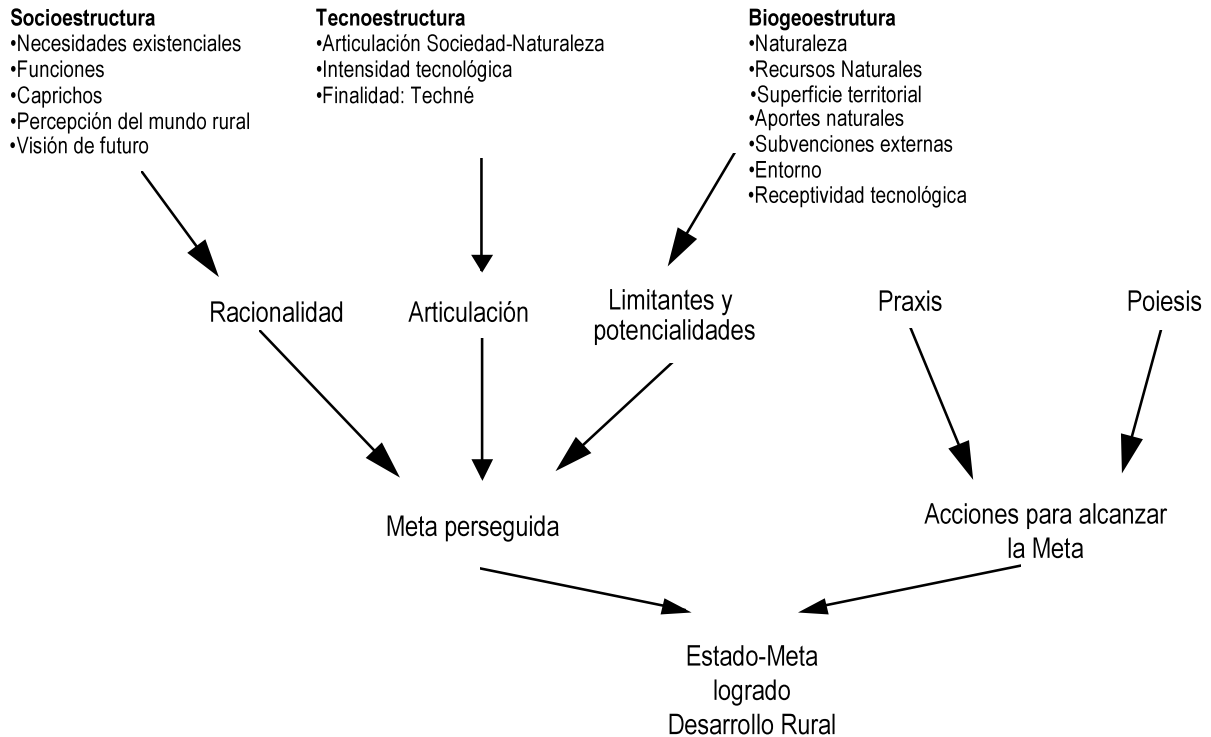 Socioestructura
•Necesidades existenciales
•Funciones
•Caprichos
•Percepción del mundo rural
•Visión de futuro
Tecnoestructura
•Articulación Sociedad-Naturaleza
•Intensidad tecnológica
•Finalidad: Techné
Biogeoestrutura
•Naturaleza
•Recursos Naturales
•Superficie territorial
•Aportes naturales
•Subvenciones externas
•Entorno
•Receptividad tecnológica
Racionalidad
Articulación
Limitantes y
potencialidades
Praxis
Poiesis
Meta perseguida
Acciones para alcanzar
la Meta
Estado-Meta
logrado
Desarrollo Rural